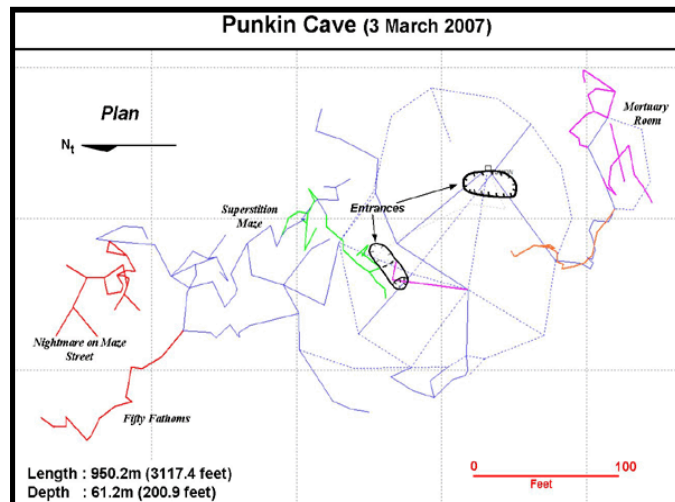 Punkin Cave (3 March 2007)
Plan
Nt
Mortuary
Room
Superstition
Maze
Entrances
Nightmare on Maze
Street
Fifty Fathoms
Length : 950.2m (3117.4 feet)
Depth : 61.2m (200.9 feet)
0
100
Feet